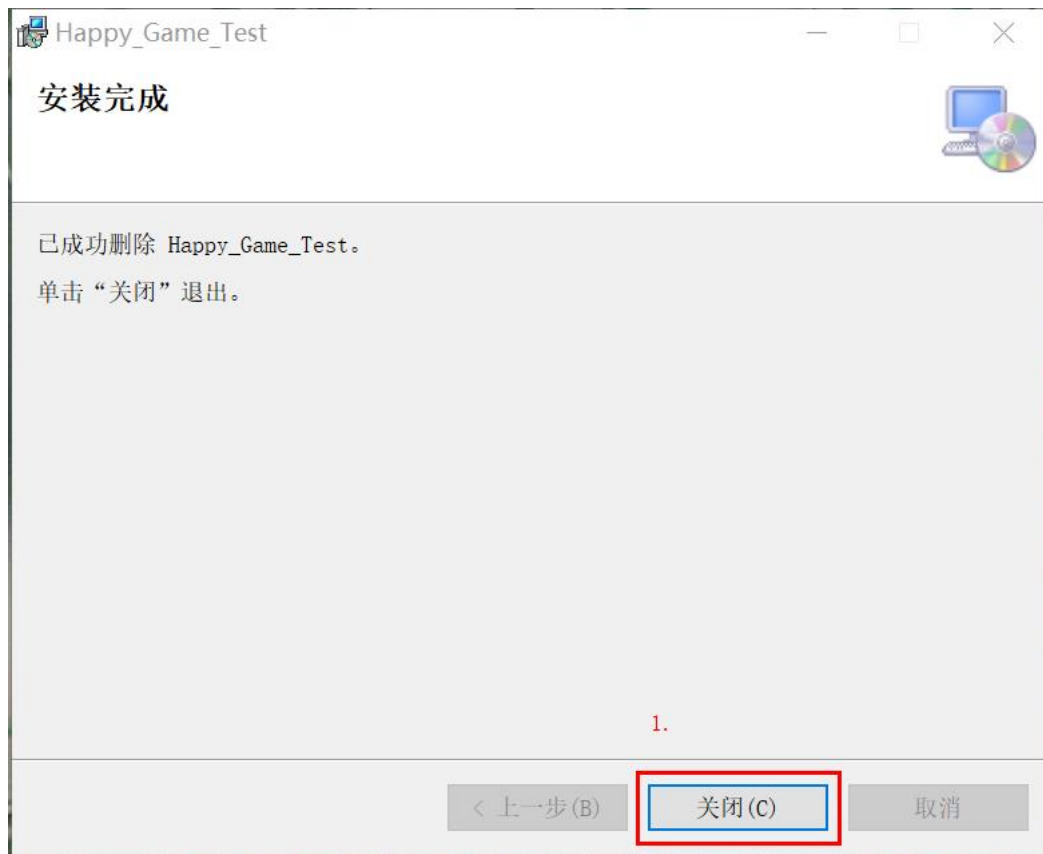 Happy_Game_Test
安装完成
已成功删除 Happy_Game_Test。
单击“关闭”退出。
1.
< 上一步(B)
关闭(C)
取消